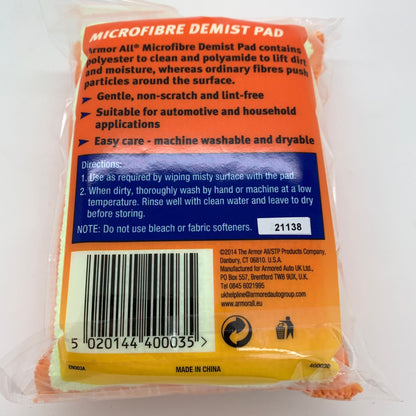 MICROFIBRE DEMIST PAD
Armor All® Microfibre Demist Pad contains
polyester to clean and polyamide to lift dirt
and moisture, whereas ordinary fibres push
particles around the surface.
Gentle, non-scratch and lint-free
Suitable for automotive and household
applications
Easy care - machine washable and dryable
Directions:
1. Use as required by wiping misty surface with the pad.
2. When dirty, thoroughly wash by hand or machine at a low
temperature. Rinse well with clean water and leave to dry
before storing.
NOTE: Do not use bleach or fabric softeners.
21138
©2014 The Armor All/STP Products Company,
Danbury, CT 06810. U.S.A.
Manufactured for Armored Auto UK Ltd.,
PO Box 557, Brentford TW8 9UX, U.K.
Tel 0845 6021995
ukhelpline@armoredautogroup.com
www.armorall.eu
5 020144 400035 >
MADE IN CHINA